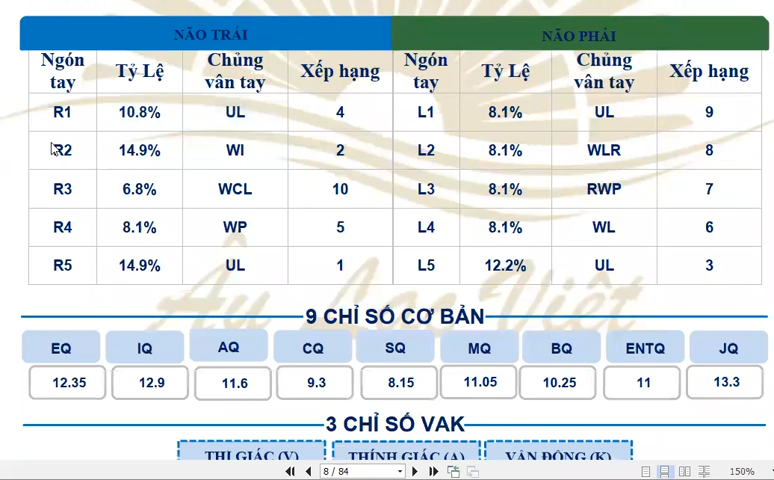 NÃO TRÁI NÃO PHẢI
Ngón tay Tỷ Lệ Chủng vân tay Xếp hạng Ngón tay Tỷ Lệ Chủng vân tay Xếp hạng
R1 10.8% UL 4 L1 8.1% UL 9
R2 14.9% WI 2 L2 8.1% WLR 8
R3 6.8% WCL 10 L3 8.1% RWP 7
R4 8.1% WP 5 L4 8.1% WL 6
R5 14.9% UL 1 L5 12.2% UL 3
Âu Lạc Việt
9 CHỈ SỐ CƠ BẢN
EQ IQ AQ CQ SQ MQ BQ ENTQ JQ
12.35 12.9 11.6 9.3 8.15 11.05 10.25 11 13.3
3 CHỈ SỐ VAK
THỊ GIÁC (V) THÍNH GIÁC (A) VẬN ĐỘNG (K)
8 / 84 150%